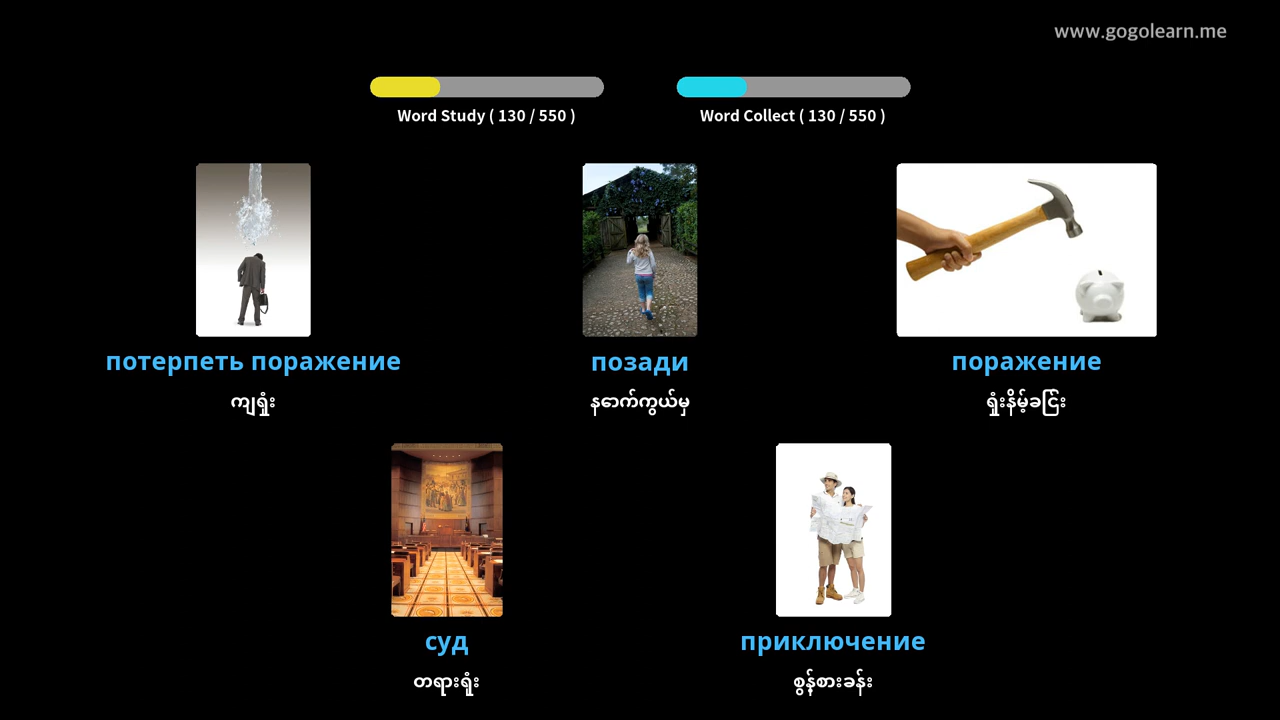 www.gogolearn.me
Word Study ( 130 / 550 )
Word Collect ( 130 / 550 )
потерпеть поражение
ကျရှုံး
позади
နောက်ကွယ်မှ
поражение
ရှုံးနိမ့်ခြင်း
суд
တရားရုံး
приключение
စွန့်စားခန်း